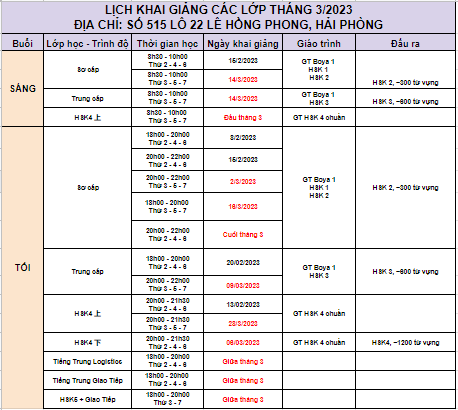 LỊCH KHAI GIẢNG CÁC LỚP THÁNG 3/2023
ĐỊA CHỈ: SỐ 515 LÔ 22 LÊ HỒNG PHONG, HẢI PHÒNG
Buổi Lớp học - Trình độ Thời gian học Ngày khai giảng Giáo trình Đầu ra
SÁNG
Sơ cấp
8h30 - 10h00
Thứ 2 - 4 - 6
15/2/2023
8h30 - 10h00
Thứ 3 - 5 - 7
14/3/2023
GT Boya 1
HSK 1
HSK 2
HSK 2, ~300 từ vựng
Trung cấp
8h30 - 10h00
Thứ 3 - 5 - 7
14/3/2023
GT Boya 1
HSK 3
HSK 3, ~600 từ vựng
HSK4 上
8h30 - 10h00
Thứ 3 - 5 - 7
Đầu tháng 3
GT HSK 4 chuẩn
TỐI
Sơ cấp
18h00 - 20h00
Thứ 2 - 4 - 6
8/2/2023
20h00 - 22h00
Thứ 2 - 4 - 6
15/2/2023
20h00 - 22h00
Thứ 3 - 5 - 7
2/3/2023
18h00 - 20h00
Thứ 3 - 5 - 7
16/3/2023
20h00 - 22h00
Thứ 2 - 4 - 6
Cuối tháng 3
GT Boya 1
HSK 1
HSK 2
HSK 2, ~300 từ vựng
Trung cấp
18h00 - 20h00
Thứ 2 - 4 - 6
20/02/2023
20h00 - 22h00
Thứ 3 - 5 - 7
09/03/2023
GT Boya 1
HSK 3
HSK 3, ~600 từ vựng
HSK4 上
20h00 - 21h30
Thứ 2 - 4 - 6
13/02/2023
20h00 - 21h30
Thứ 3 - 5 - 7
28/3/2023
GT HSK 4 chuẩn
HSK4 下
20h00 - 21h30
Thứ 2 - 4 - 6
06/03/2023
GT HSK 4 chuẩn
HSK4, ~1200 từ vựng
Tiếng Trung Logistics
18h00 - 20h00
Thứ 2 - 4 - 6
Giữa tháng 3
Tiếng Trung Giao Tiếp
18h00 - 20h00
Thứ 2 - 4 - 6
Giữa tháng 3
HSK5 + Giao Tiếp
18h00 - 20h00
Thứ 3 - 7
Giữa tháng 3